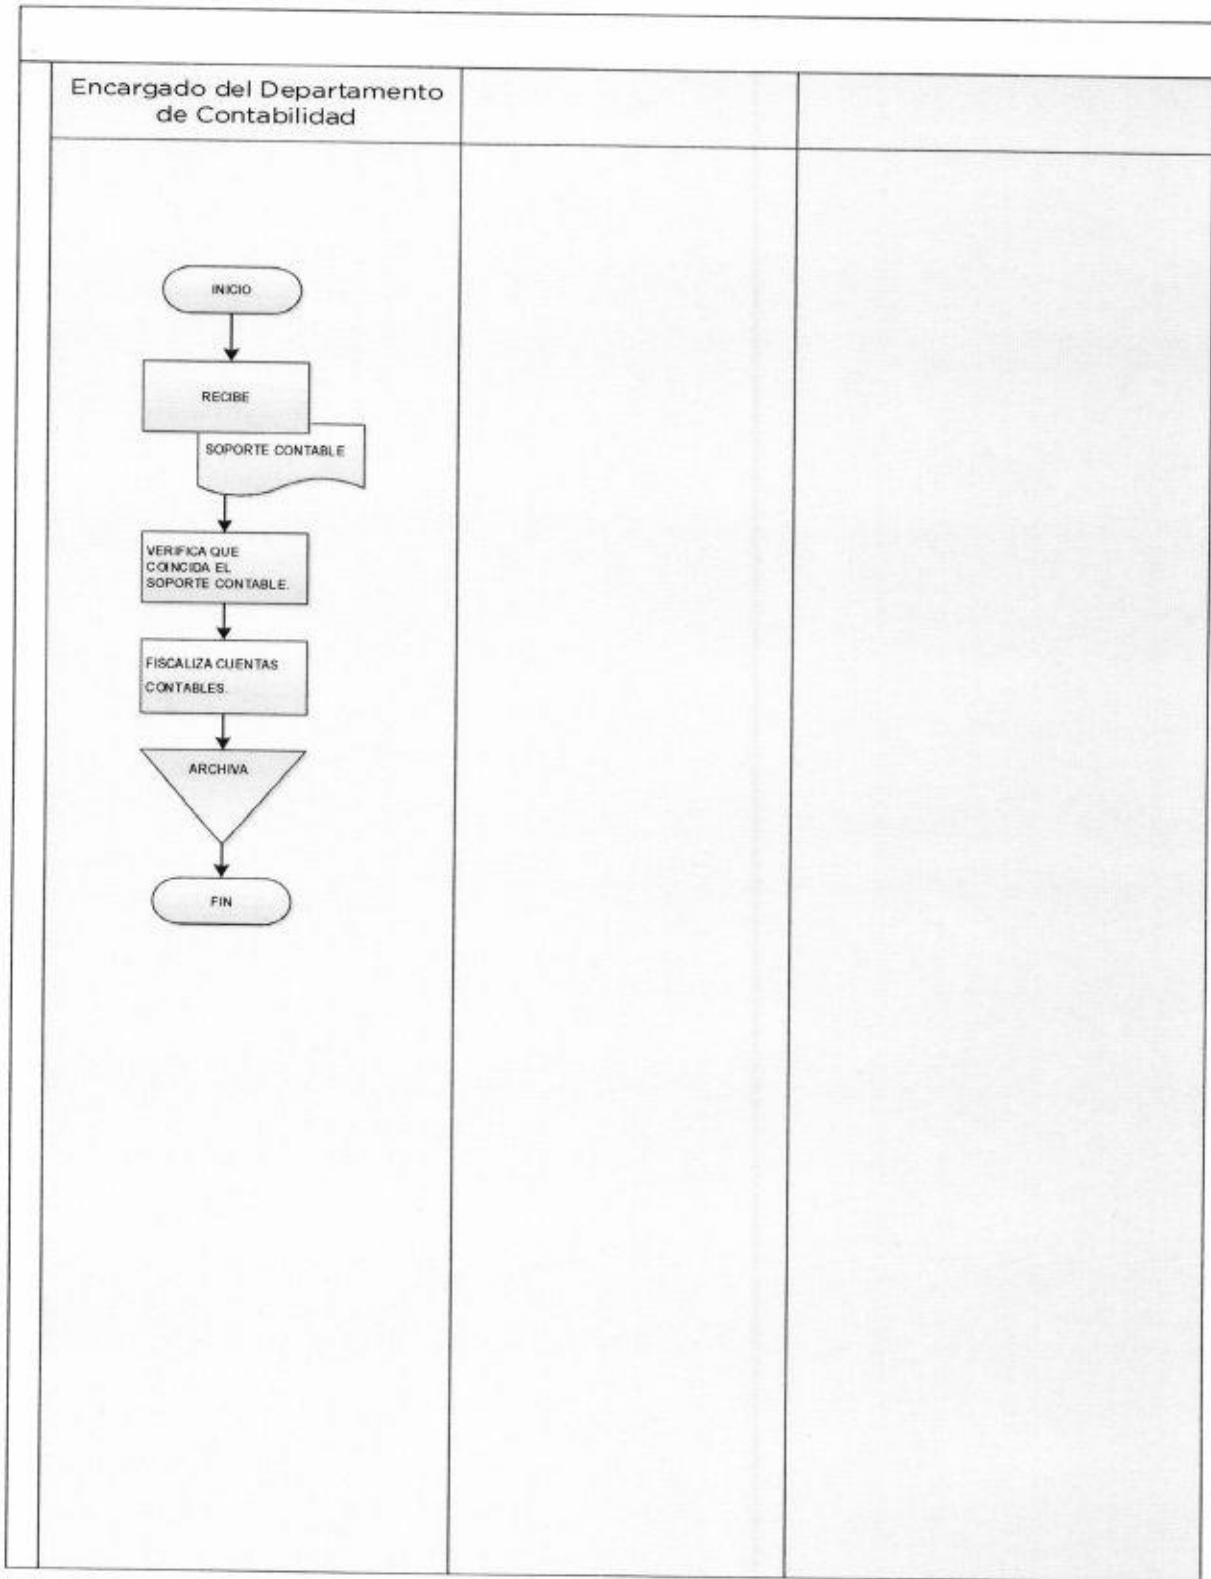 Encargado del Departamento
de Contabilidad
INICIO
RECIBE
SOPORTE CONTABLE
VERIFICA QUE
COINCIDA EL
SOPORTE CONTABLE.
FISCALIZA CUENTAS
CONTABLES.
ARCHIVA
FIN